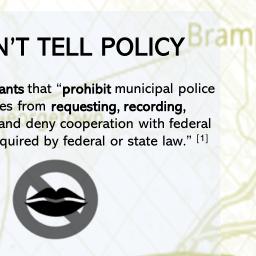 N'T TELL POLICY
ants that “prohibit municipal police
es from requesting, recording,
and deny cooperation with federal
quired by federal or state law.” [1]